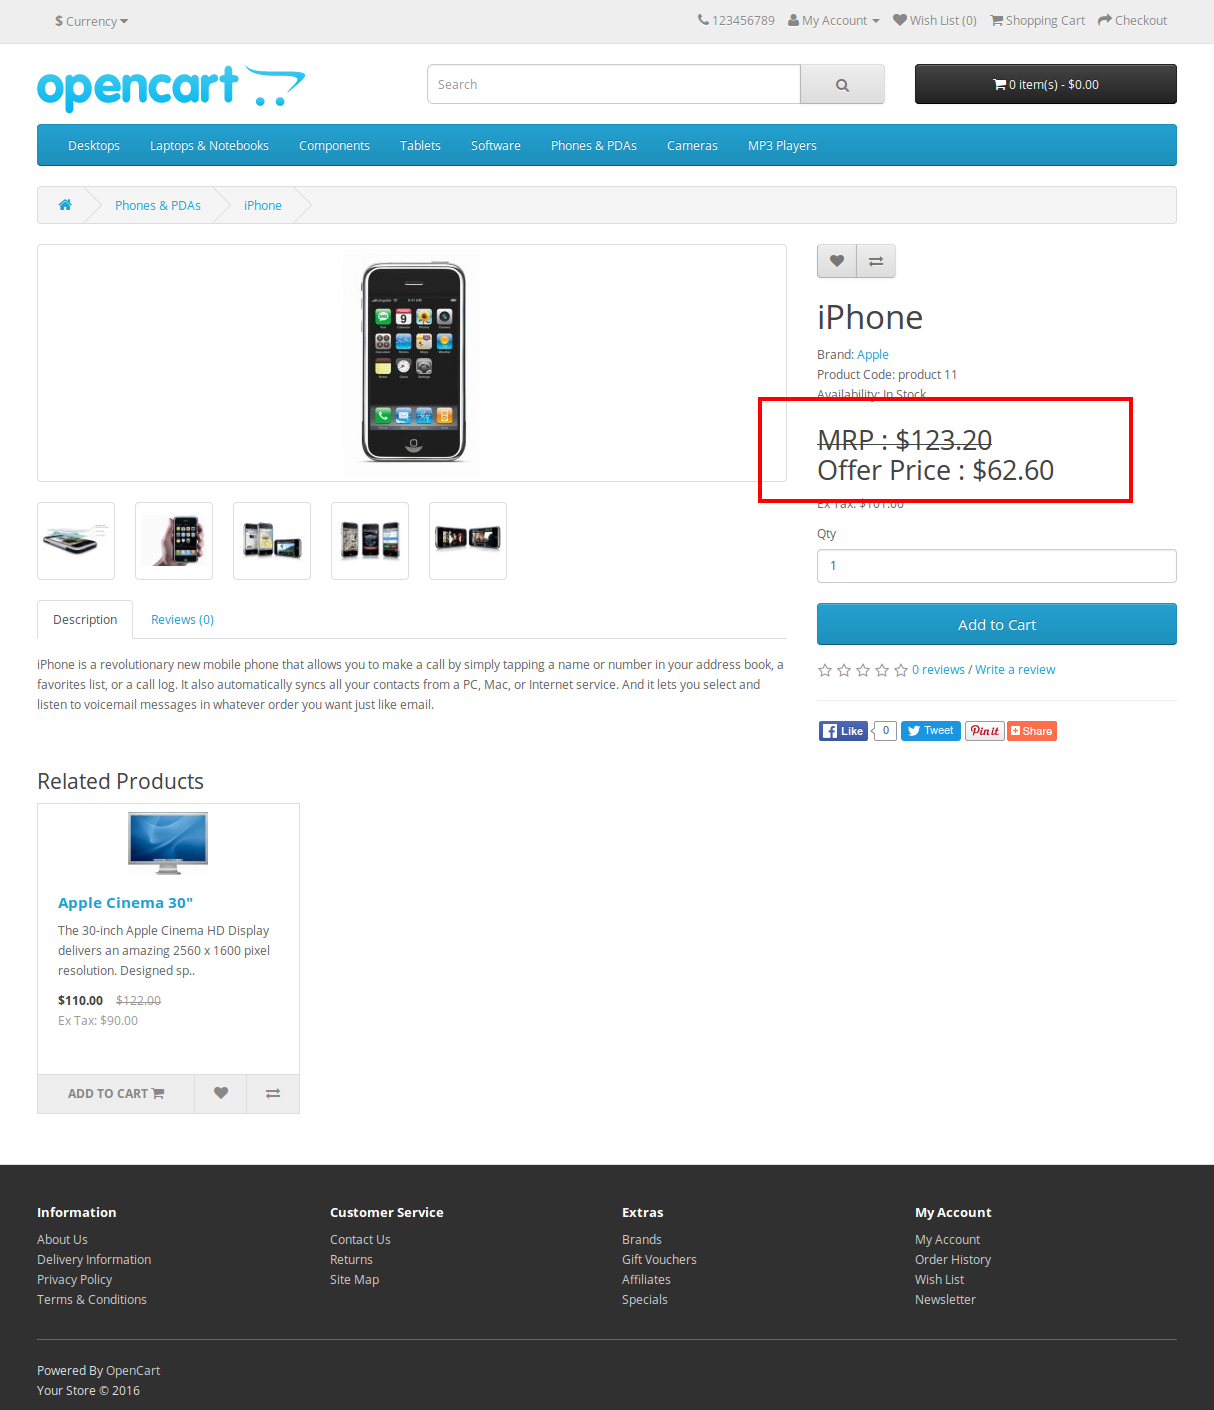 $ Currency
123456789 My Account Wish List (0) Shopping Cart Checkout
opencart
Search
0 item(s) - $0.00
Desktops Laptops & Notebooks Components Tablets Software Phones & PDAs Cameras MP3 Players
Phones & PDAs iPhone
iPhone
Brand: Apple
Product Code: product 11
Availability: In Stock
MRP : $123.20
Offer Price : $62.60
Ex Tax: $101.00
Qty
1
Add to Cart
0 reviews / Write a review
Like 0 Tweet Pin it Share
Description Reviews (0)
iPhone is a revolutionary new mobile phone that allows you to make a call by simply tapping a name or number in your address book, a
favorites list, or a call log. It also automatically syncs all your contacts from a PC, Mac, or Internet service. And it lets you select and
listen to voicemail messages in whatever order you want just like email.
Related Products
Apple Cinema 30"
The 30-inch Apple Cinema HD Display
delivers an amazing 2560 x 1600 pixel
resolution. Designed sp..
$110.00 $122.00
Ex Tax: $90.00
ADD TO CART
Information
About Us
Delivery Information
Privacy Policy
Terms & Conditions
Customer Service
Contact Us
Returns
Site Map
Extras
Brands
Gift Vouchers
Affiliates
Specials
My Account
My Account
Order History
Wish List
Newsletter
Powered By OpenCart
Your Store © 2016